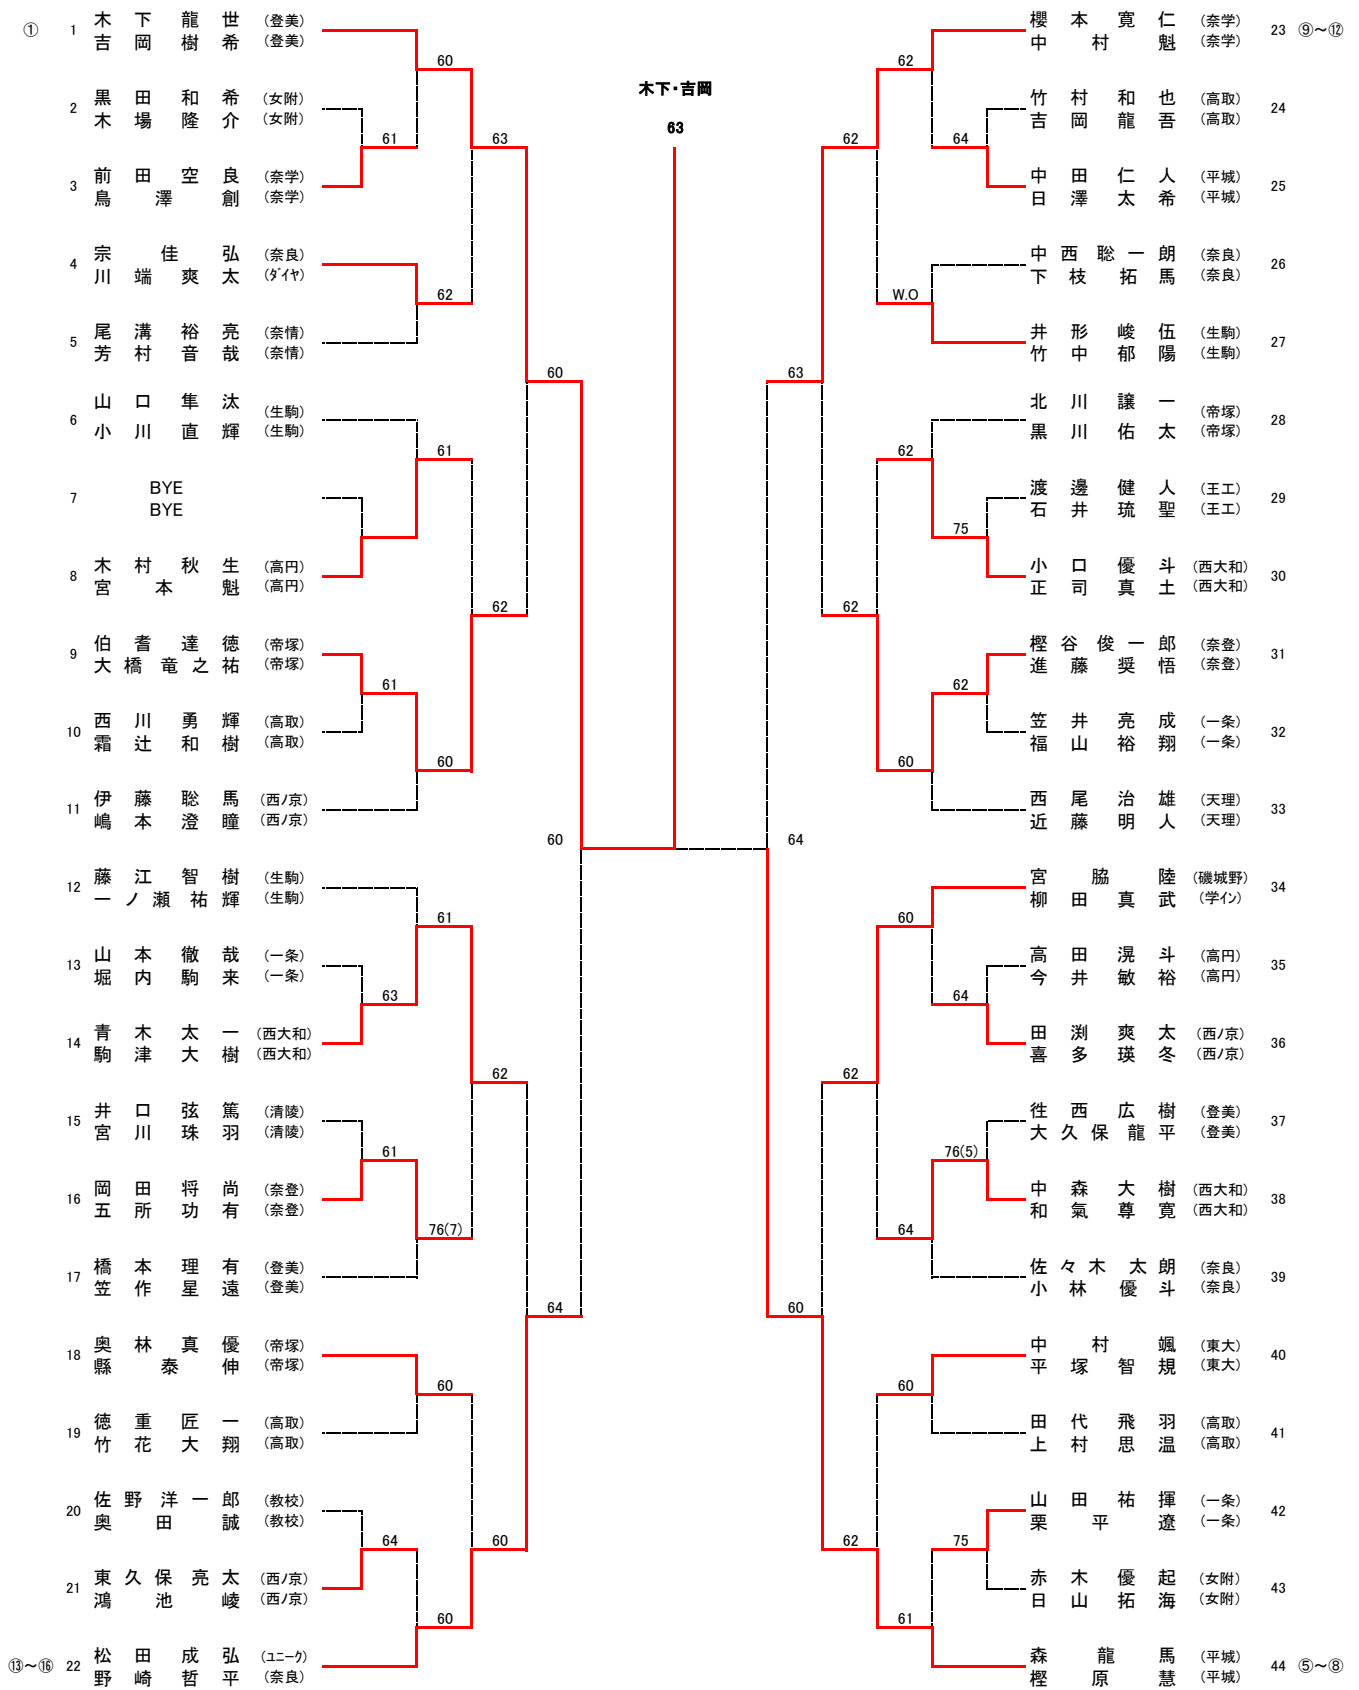 木下・吉岡
63
① 1 木下龍世 (登美)
吉岡樹希 (登美)
60
2 黒田和希 (女附)
木場隆介 (女附)
61
63
3 前田空良 (奈学)
鳥澤創 (奈学)
4 宗佳弘 (奈良)
川端爽太 (ダイヤ)
62
5 尾溝裕亮 (奈情)
芳村音哉 (奈情)
60
6 山口隼汰 (生駒)
小川直輝 (生駒)
61
7 BYE
BYE
8 木村秋生 (高円)
宮本魁 (高円)
62
9 伯耆達徳 (帝塚)
大橋竜之祐 (帝塚)
61
10 西川勇輝 (高取)
霜辻和樹 (高取)
60
11 伊藤聡馬 (西ノ京)
嶋本澄瞳 (西ノ京)
60
12 藤江智樹 (生駒)
一ノ瀬祐輝 (生駒)
61
13 山本徹哉 (一条)
堀内駒来 (一条)
63
14 青木太一 (西大和)
駒津大樹 (西大和)
62
15 井口弦篤 (清陵)
宮川珠羽 (清陵)
61
16 岡田将尚 (奈登)
五所功有 (奈登)
76(7)
17 橋本理有 (登美)
笠作星遠 (登美)
64
18 奥林真優 (帝塚)
縣泰伸 (帝塚)
60
19 徳重匠一 (高取)
竹花大翔 (高取)
20 佐野洋一郎 (教校)
奥田誠 (教校)
64
60
21 東久保亮太 (西ノ京)
鴻池崚 (西ノ京)
60
⑬～⑯ 22 松田成弘 (ユニーク)
野崎哲平 (奈良)
櫻本寛仁 (奈学) 23 ⑨～⑫
中村魁 (奈学)
62
竹村和也 (高取) 24
吉岡龍吾 (高取)
62
64
中田仁人 (平城) 25
日澤太希 (平城)
中西聡一朗 (奈良) 26
下枝拓馬 (奈良)
W.O
井形峻伍 (生駒) 27
竹中郁陽 (生駒)
63
北川譲一 (帝塚) 28
黒川佑太 (帝塚)
62
渡邊健人 (王工) 29
石井琉聖 (王工)
75
小口優斗 (西大和) 30
正司真土 (西大和)
62
樫谷俊一郎 (奈登) 31
進藤奨悟 (奈登)
62
笠井亮成 (一条) 32
福山裕翔 (一条)
60
西尾治雄 (天理) 33
近藤明人 (天理)
64
宮脇陸 (磯城野) 34
柳田真武 (学イン)
60
高田滉斗 (高円) 35
今井敏裕 (高円)
64
田渕爽太 (西ノ京) 36
喜多瑛冬 (西ノ京)
62
徃西広樹 (登美) 37
大久保龍平 (登美)
76(5)
中森大樹 (西大和) 38
和氣尊寛 (西大和)
64
佐々木太朗 (奈良) 39
小林優斗 (奈良)
60
中村颯 (東大) 40
平塚智規 (東大)
60
田代飛羽 (高取) 41
上村思温 (高取)
山田祐揮 (一条) 42
栗平遼 (一条)
62
75
赤木優起 (女附) 43
日山拓海 (女附)
61
森龍馬 (平城) 44 ⑤～⑧
樫原慧 (平城)